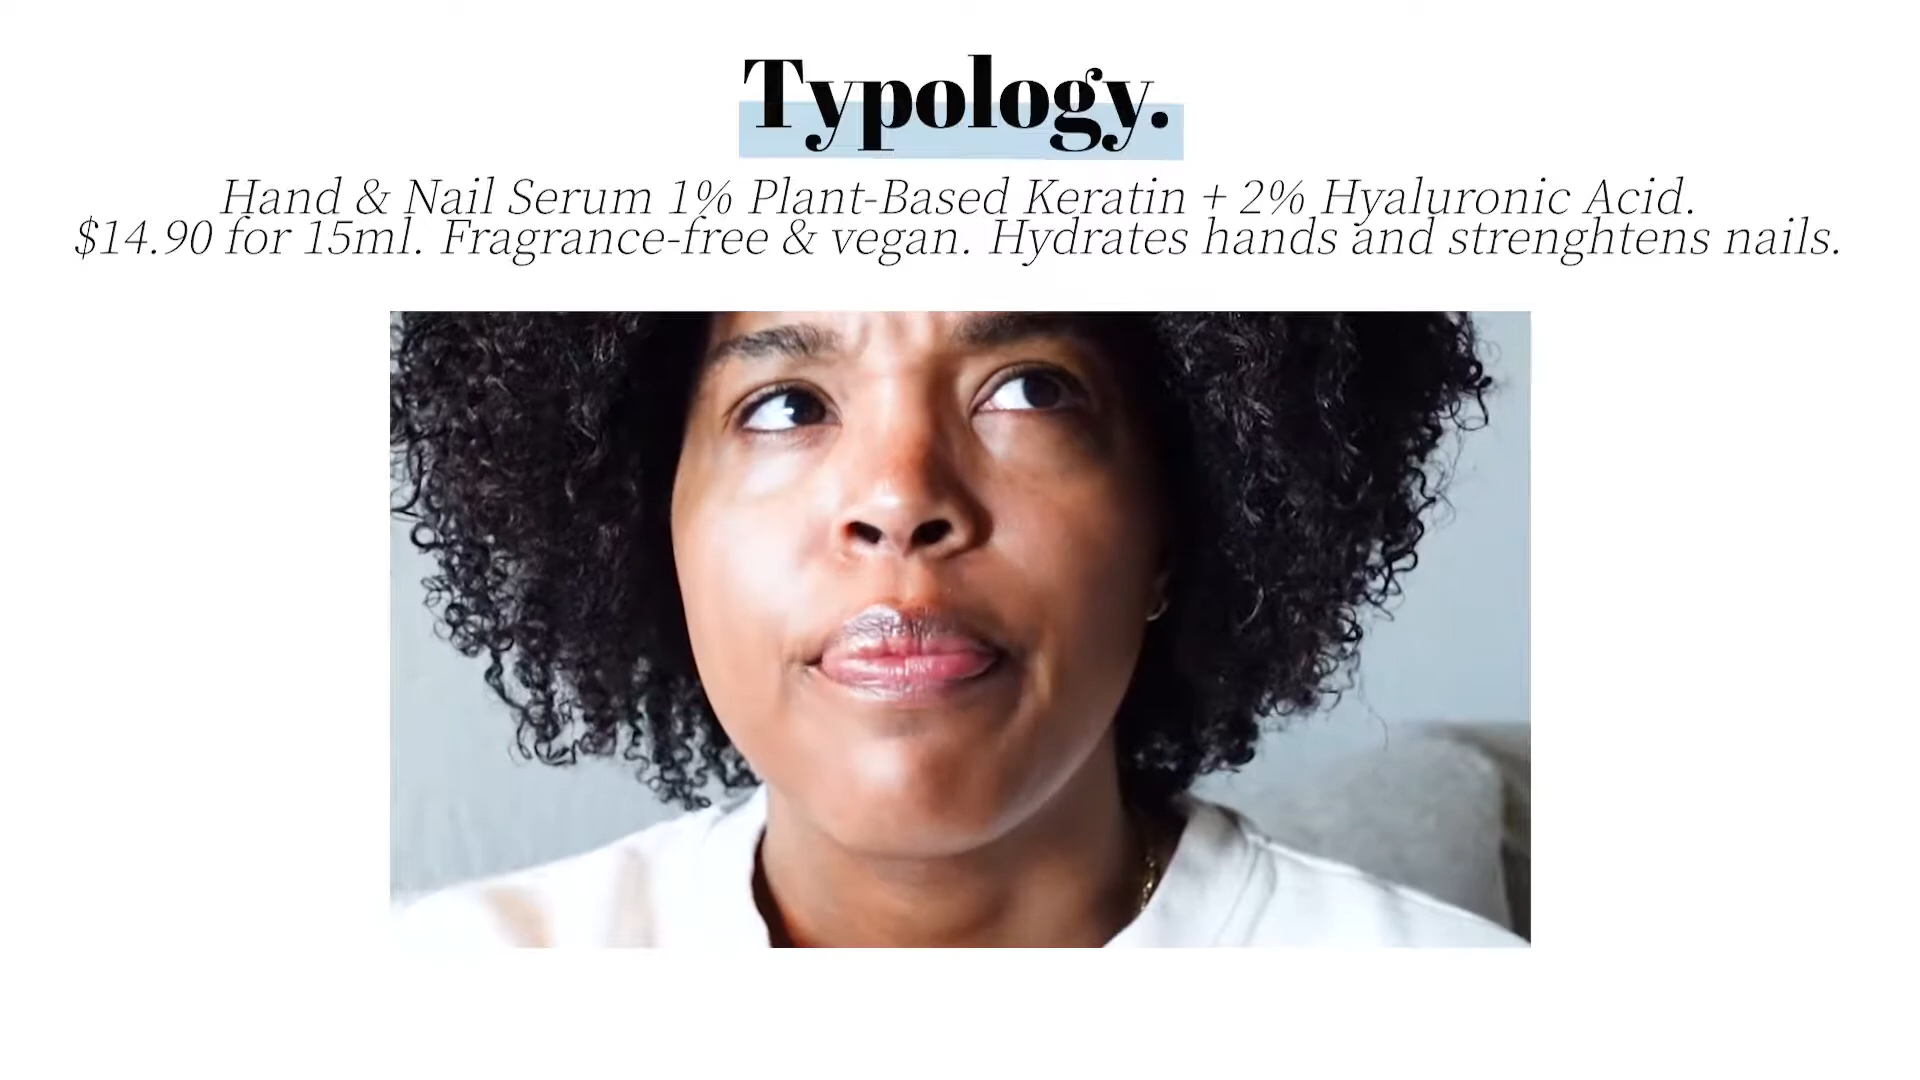 Typology.
Hand & Nail Serum 1% Plant-Based Keratin + 2% Hyaluronic Acid.
$14.90 for 15ml. Fragrance-free & vegan. Hydrates hands and strenghtens nails.